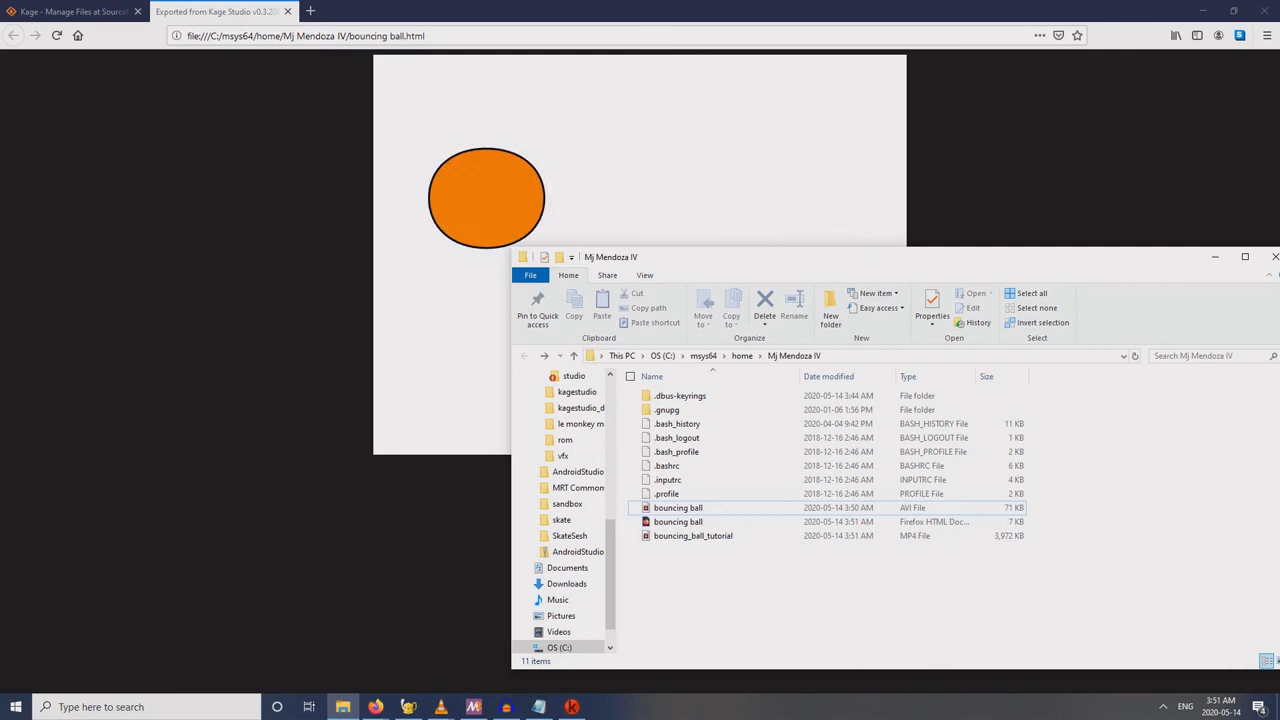 Kage - Manage Files at Source
Exported from Kage Studio v0.3.20
file:///C:/msys64/home/Mj Mendoza IV/bouncing ball.html
Mj Mendoza IV
File Home Share View
Pin to Quick access
Copy
Paste
Cut
Copy path
Paste shortcut
Clipboard
Move to
Copy to
Delete
Rename
Organize
New folder
New item
Easy access
New
Properties
Open
Edit
History
Open
Select all
Select none
Invert selection
Select
This PC > OS (C:) > msys64 > home > Mj Mendoza IV
Search Mj Mendoza IV
studio
kagestudio
kagestudio_d
le monkey m
rom
vfx
AndroidStudio
MRT Common
sandbox
skate
SkateSesh
AndroidStudio
Documents
Downloads
Music
Pictures
Videos
OS (C:)
Name Date modified Type Size
.dbus-keyrings 2020-05-14 3:44 AM File folder
.gnupg 2020-01-06 1:56 PM File folder
.bash_history 2020-04-04 9:42 PM BASH_HISTORY File 11 KB
.bash_logout 2018-12-16 2:46 AM BASH_LOGOUT File 1 KB
.bash_profile 2018-12-16 2:46 AM BASH_PROFILE File 2 KB
.bashrc 2018-12-16 2:46 AM BASHRC File 6 KB
.inputrc 2018-12-16 2:46 AM INPUTRC File 4 KB
.profile 2018-12-16 2:46 AM PROFILE File 2 KB
bouncing ball 2020-05-14 3:50 AM AVI File 71 KB
bouncing ball 2020-05-14 3:51 AM Firefox HTML Doc... 7 KB
bouncing_ball_tutorial 2020-05-14 3:51 AM MP4 File 3,972 KB
11 items
Type here to search
ENG
3:51 AM
2020-05-14
4